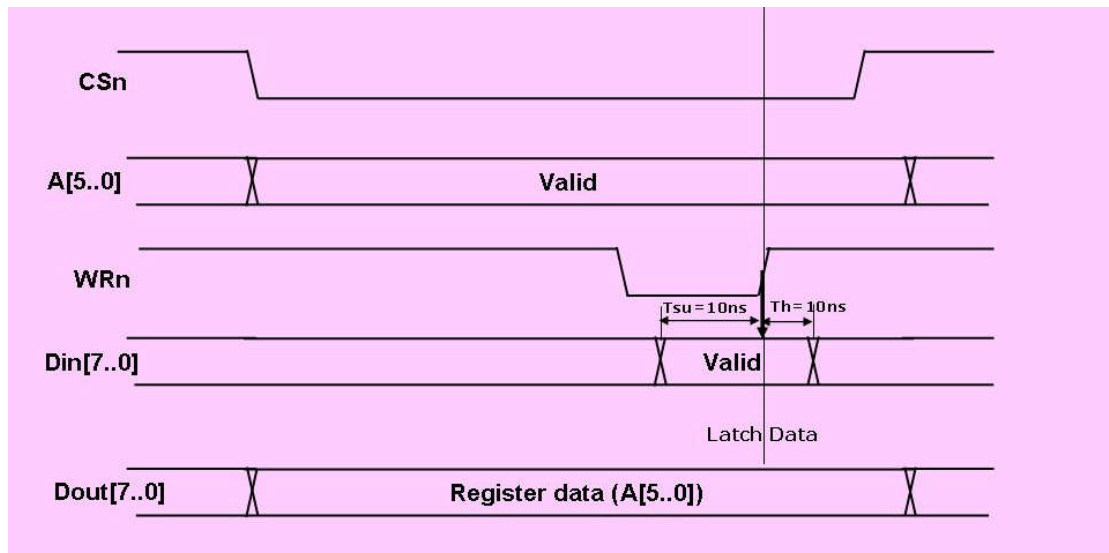 CSn
A[5..0]
Valid
WRn
Tsu=10ns
Th=10ns
Din[7..0]
Valid
Latch Data
Dout[7..0]
Register data (A[5..0])